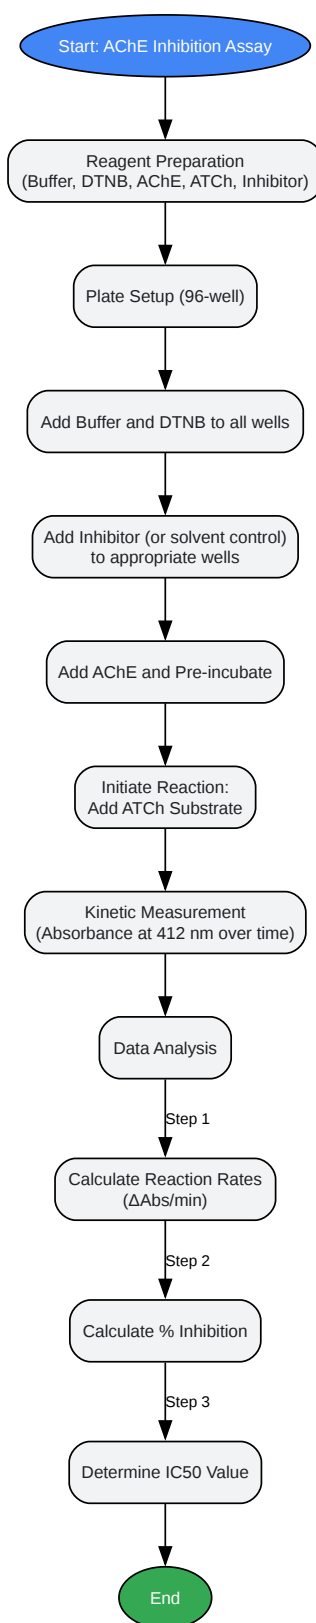 Start: AChE Inhibition Assay
Reagent Preparation
(Buffer, DTNB, AChE, ATCh, Inhibitor)
Plate Setup (96-well)
Add Buffer and DTNB to all wells
Add Inhibitor (or solvent control)
to appropriate wells
Add AChE and Pre-incubate
Initiate Reaction:
Add ATCh Substrate
Kinetic Measurement
(Absorbance at 412 nm over time)
Data Analysis
Step 1
Calculate Reaction Rates
(ΔAbs/min)
Step 2
Calculate % Inhibition
Step 3
Determine IC50 Value
End